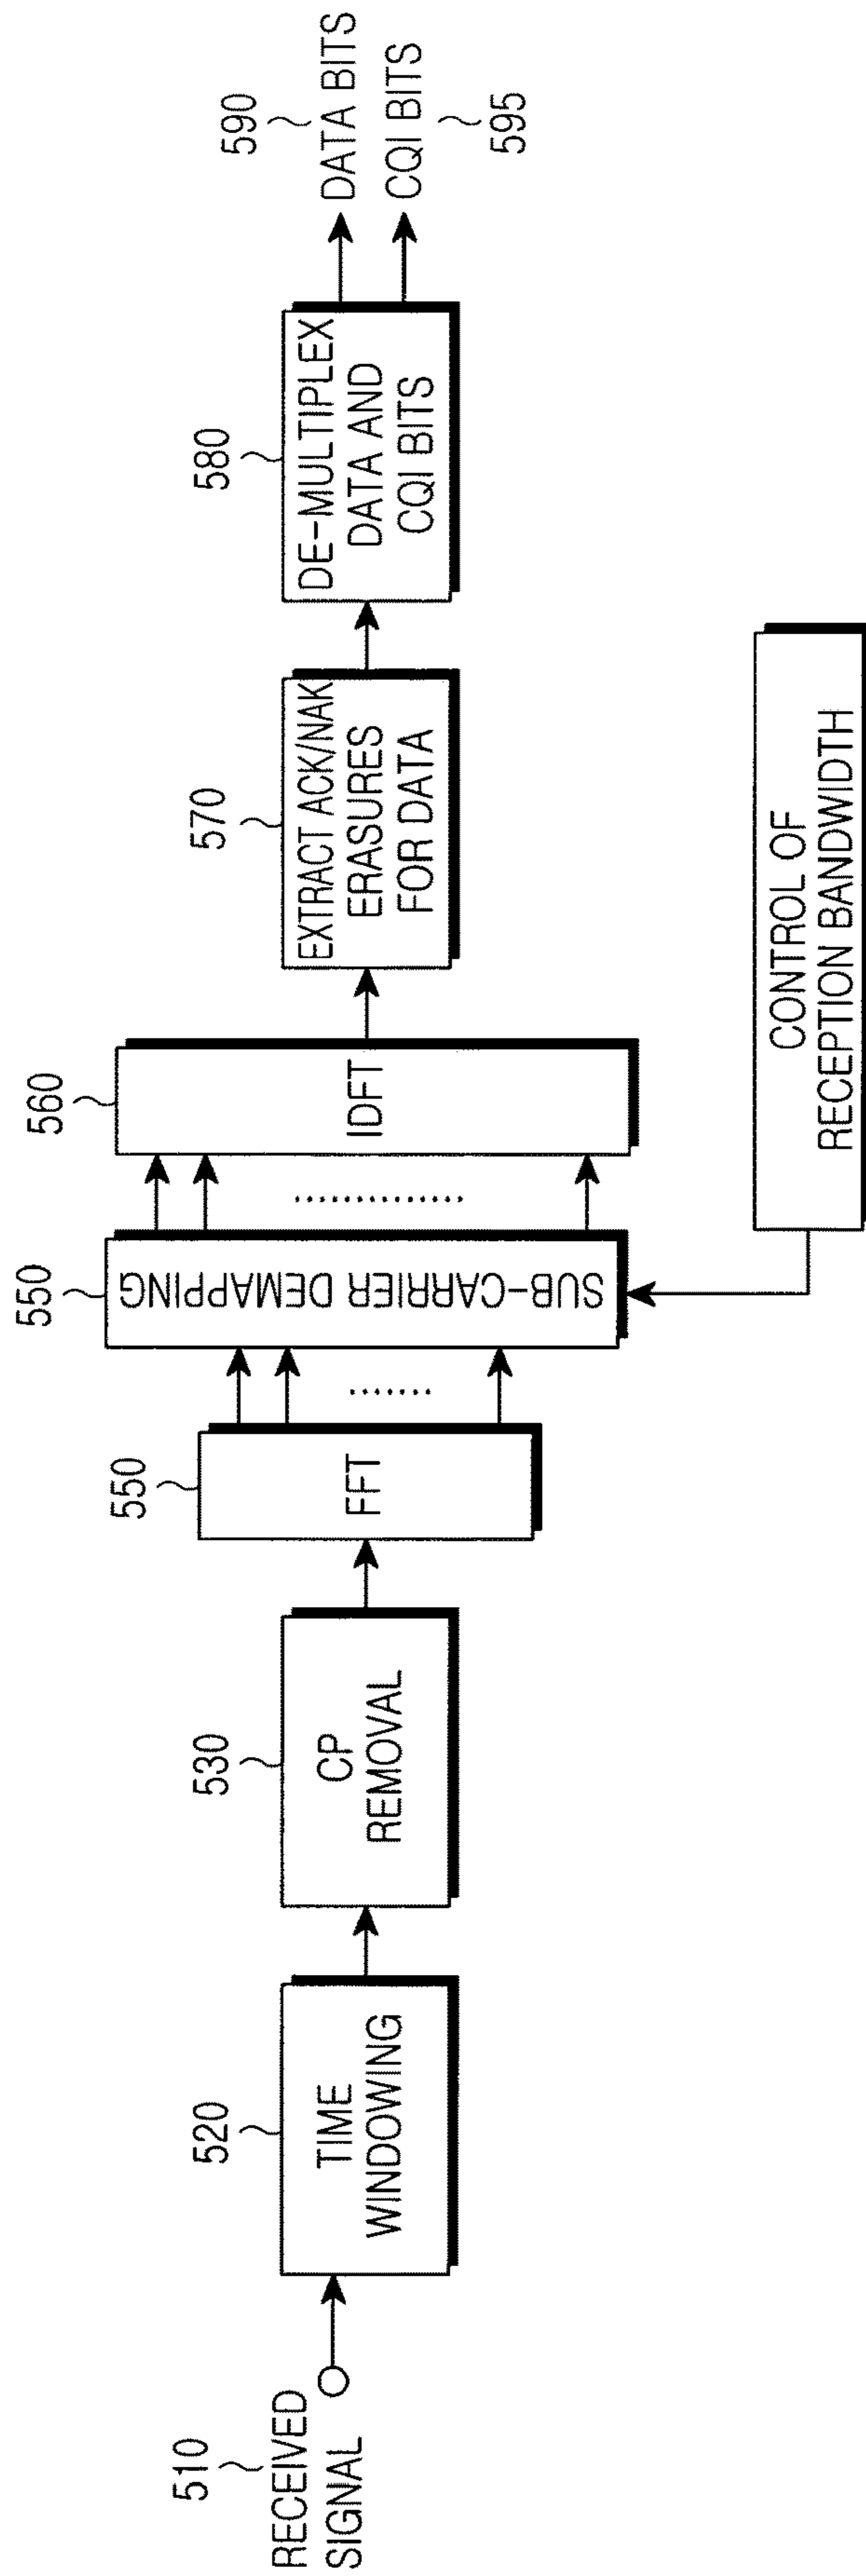 510
RECEIVED
SIGNAL
520
TIME
WINDOWING
530
CP
REMOVAL
550
FFT
550
SUB-CARRIER DEMAPPING
CONTROL OF
RECEPTION BANDWIDTH
560
IDFT
570
EXTRACT ACK/NAK
ERASURES
FOR DATA
580
DE-MULTIPLEX
DATA AND
CQI BITS
590
DATA BITS
CQI BITS
595